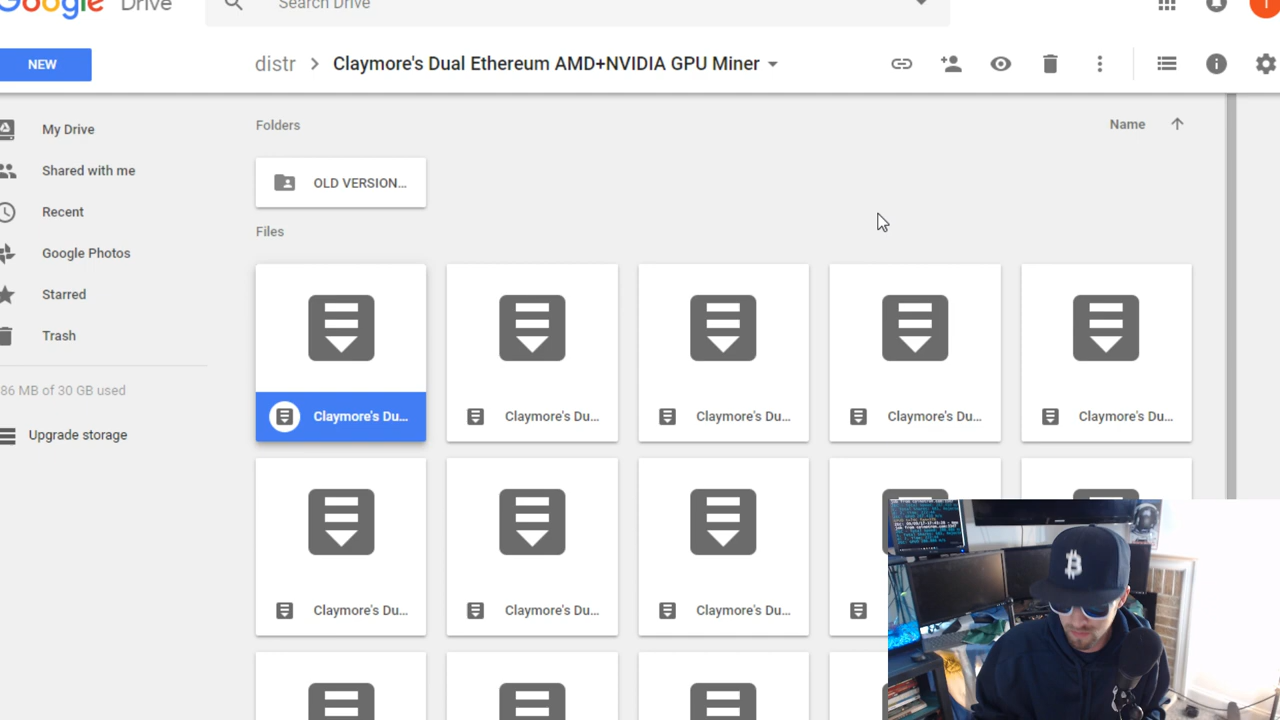 Google Drive
Search Drive
NEW
distr > Claymore's Dual Ethereum AMD+NVIDIA GPU Miner
My Drive
Shared with me
Recent
Google Photos
Starred
Trash
86 MB of 30 GB used
Upgrade storage
Folders
Name
OLD VERSION...
Files
Claymore's Du...
Claymore's Du...
Claymore's Du...
Claymore's Du...
Claymore's Du...
Claymore's Du...
Claymore's Du...
Claymore's Du...